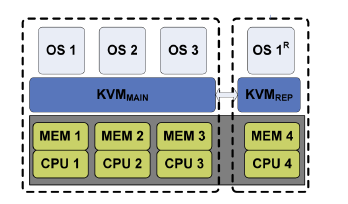 OS 1 OS 2 OS 3 OS 1R
KVMMAIN KVMREP
MEM 1 MEM 2 MEM 3 MEM 4
CPU 1 CPU 2 CPU 3 CPU 4